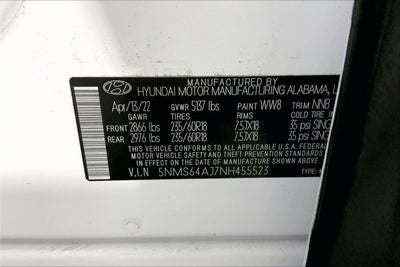 MANUFACTURED BY
HYUNDAI MOTOR MANUFACTURING ALABAMA, L
Apr/13/22 GVWR 5137 lbs PAINT WW8 TRIM NNB
GAWR TIRES RIMS COLD TIRE IN
FRONT 2866 lbs 235/60R18 7.5JX18 35 psi SING
REAR 2976 lbs 235/60R18 7.5JX18 35 psi SING
THIS VEHICLE CONFORMS TO ALL APPLICABLE U.S.A. FEDERAL
MOTOR VEHICLE SAFETY AND THEFT PREVENTION STANDARDS
IN EFFECT ON THE DATE OF MANUFACTURE SHOWN ABOVE.
V.I.N 5NMS64AJ7NH455523 TYPE: